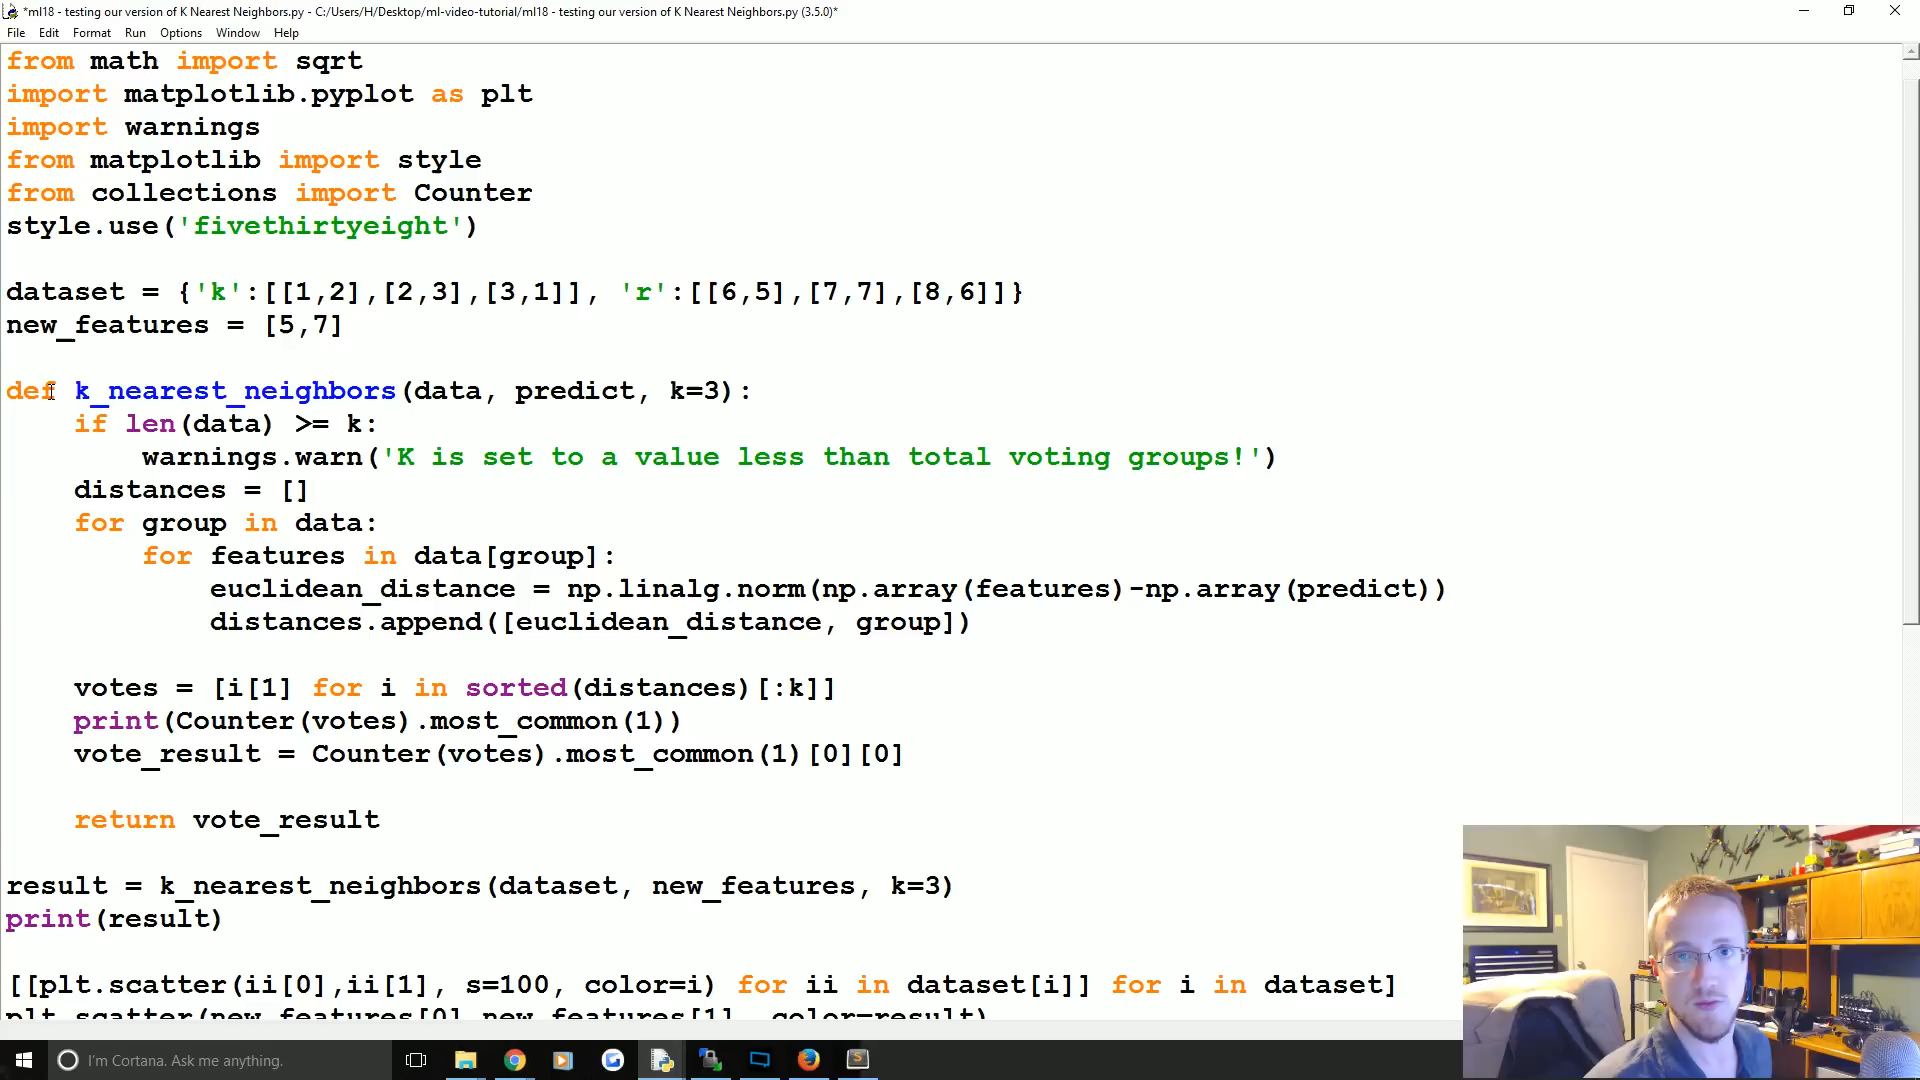 *ml18 - testing our version of K Nearest Neighbors.py - C:/Users/H/Desktop/ml-video-tutorial/ml18 - testing our version of K Nearest Neighbors.py (3.5.0)*
File Edit Format Run Options Window Help
from math import sqrt
import matplotlib.pyplot as plt
import warnings
from matplotlib import style
from collections import Counter
style.use('fivethirtyeight')
dataset = {'k':[[1,2],[2,3],[3,1]], 'r':[[6,5],[7,7],[8,6]]}
new_features = [5,7]
def k_nearest_neighbors(data, predict, k=3):
    if len(data) >= k:
        warnings.warn('K is set to a value less than total voting groups!')
    distances = []
    for group in data:
        for features in data[group]:
            euclidean_distance = np.linalg.norm(np.array(features)-np.array(predict))
            distances.append([euclidean_distance, group])
    votes = [i[1] for i in sorted(distances)[:k]]
    print(Counter(votes).most_common(1))
    vote_result = Counter(votes).most_common(1)[0][0]
    return vote_result
result = k_nearest_neighbors(dataset, new_features, k=3)
print(result)
[[plt.scatter(ii[0],ii[1], s=100, color=i) for ii in dataset[i]] for i in dataset]
plt.scatter(new_features[0],new_features[1], color=result)
I'm Cortana. Ask me anything.